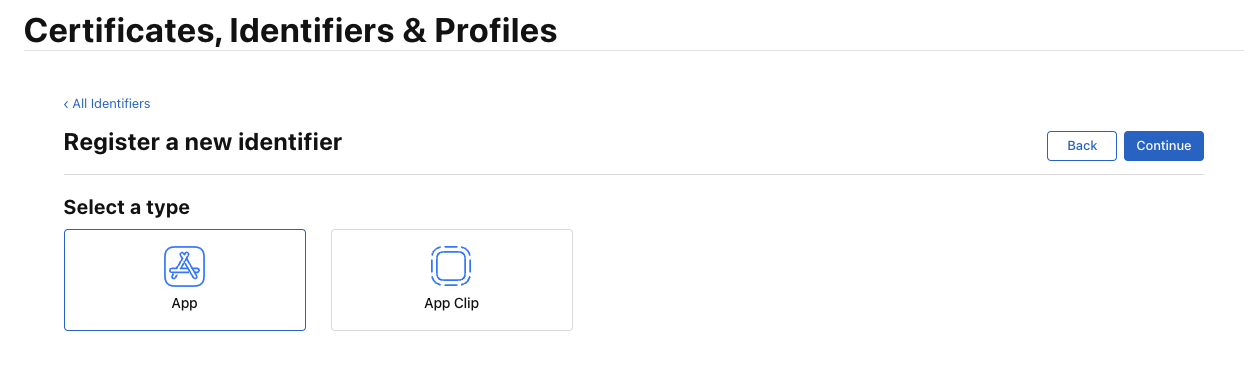 Certificates, Identifiers & Profiles
‹ All Identifiers
Register a new identifier
Back
Continue
Select a type
App
App Clip